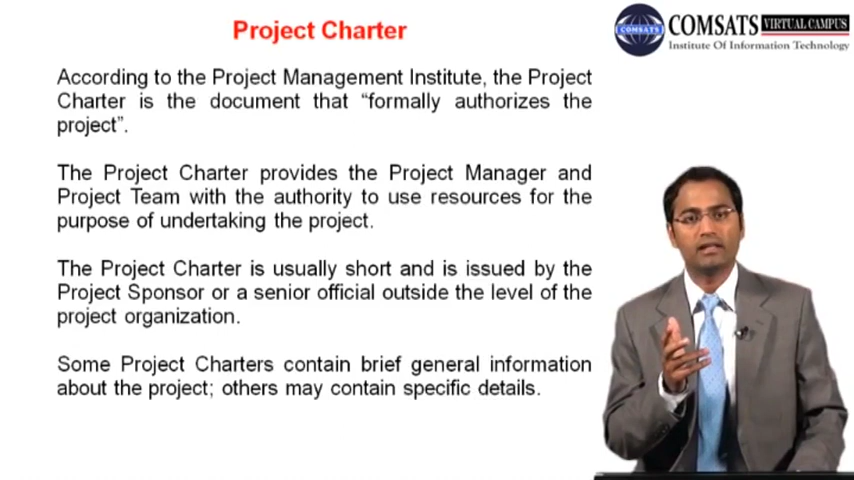 Project Charter
COMSATS VIRTUAL CAMPUS
Institute Of Information Technology
COMSATS
According to the Project Management Institute, the Project
Charter is the document that “formally authorizes the
project”.
The Project Charter provides the Project Manager and
Project Team with the authority to use resources for the
purpose of undertaking the project.
The Project Charter is usually short and is issued by the
Project Sponsor or a senior official outside the level of the
project organization.
Some Project Charters contain brief general information
about the project; others may contain specific details.